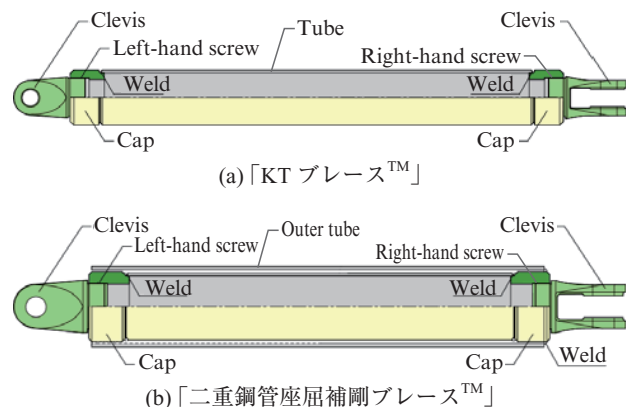 Clevis
Tube
Clevis
Left-hand screw
Right-hand screw
Weld
Weld
Cap
Cap
(a)「KT ブレース™」
Clevis
Outer tube
Clevis
Left-hand screw
Right-hand screw
Weld
Weld
Cap
Cap
Weld
(b)「二重鋼管座屈補剛ブレース™」